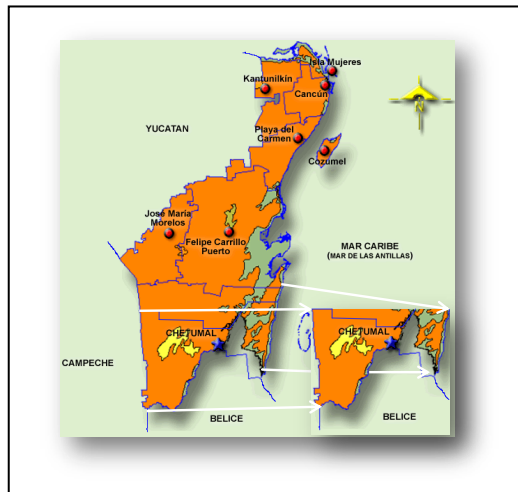 Isla Mujeres
Kantunilkín
Cancún
N
YUCATAN
Playa del
Carmen
Cozumel
José María
Morelos
Felipe Carrillo
Puerto
MAR CARIBE
(MAR DE LAS ANTILLAS)
CHETUMAL
CHETUMAL
CAMPECHE
BELICE
BELICE